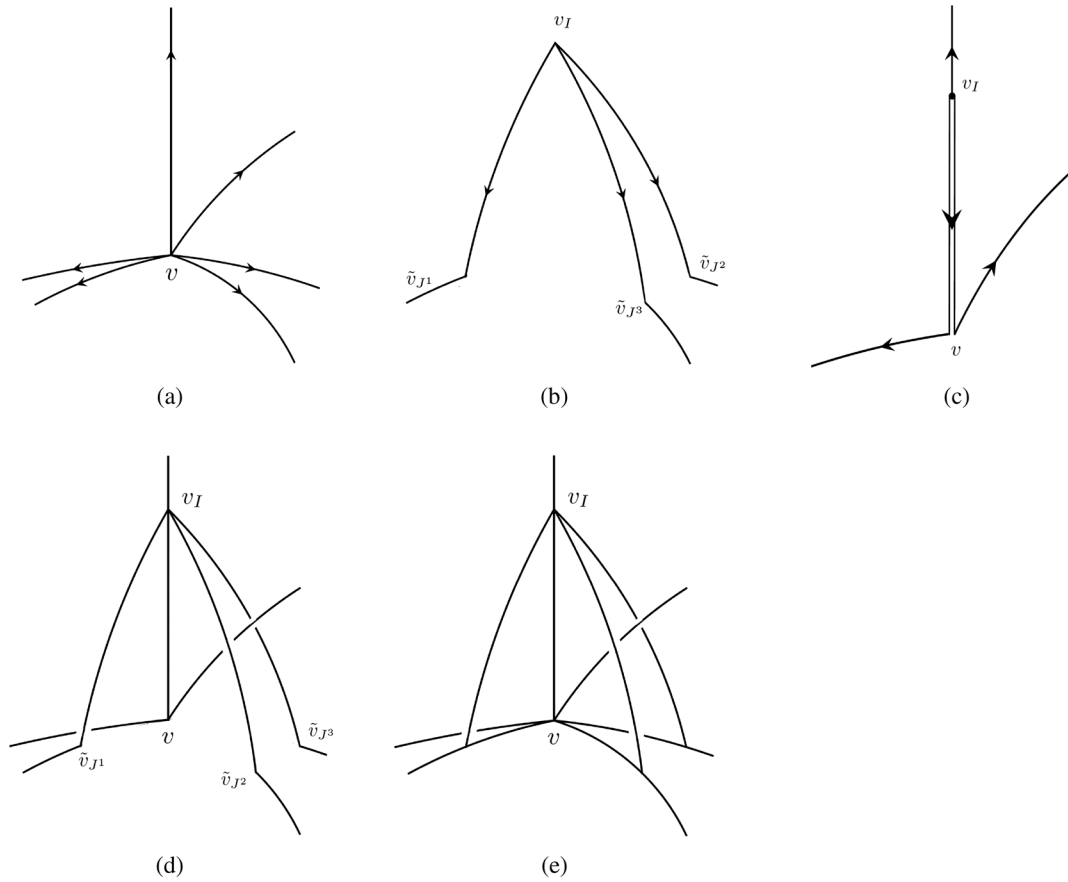 v
(a)
v_I
ṽ_{J^1}
ṽ_{J^2}
ṽ_{J^3}
(b)
v_I
v
(c)
v_I
v
ṽ_{J^1}
ṽ_{J^3}
ṽ_{J^2}
(d)
v_I
v
(e)